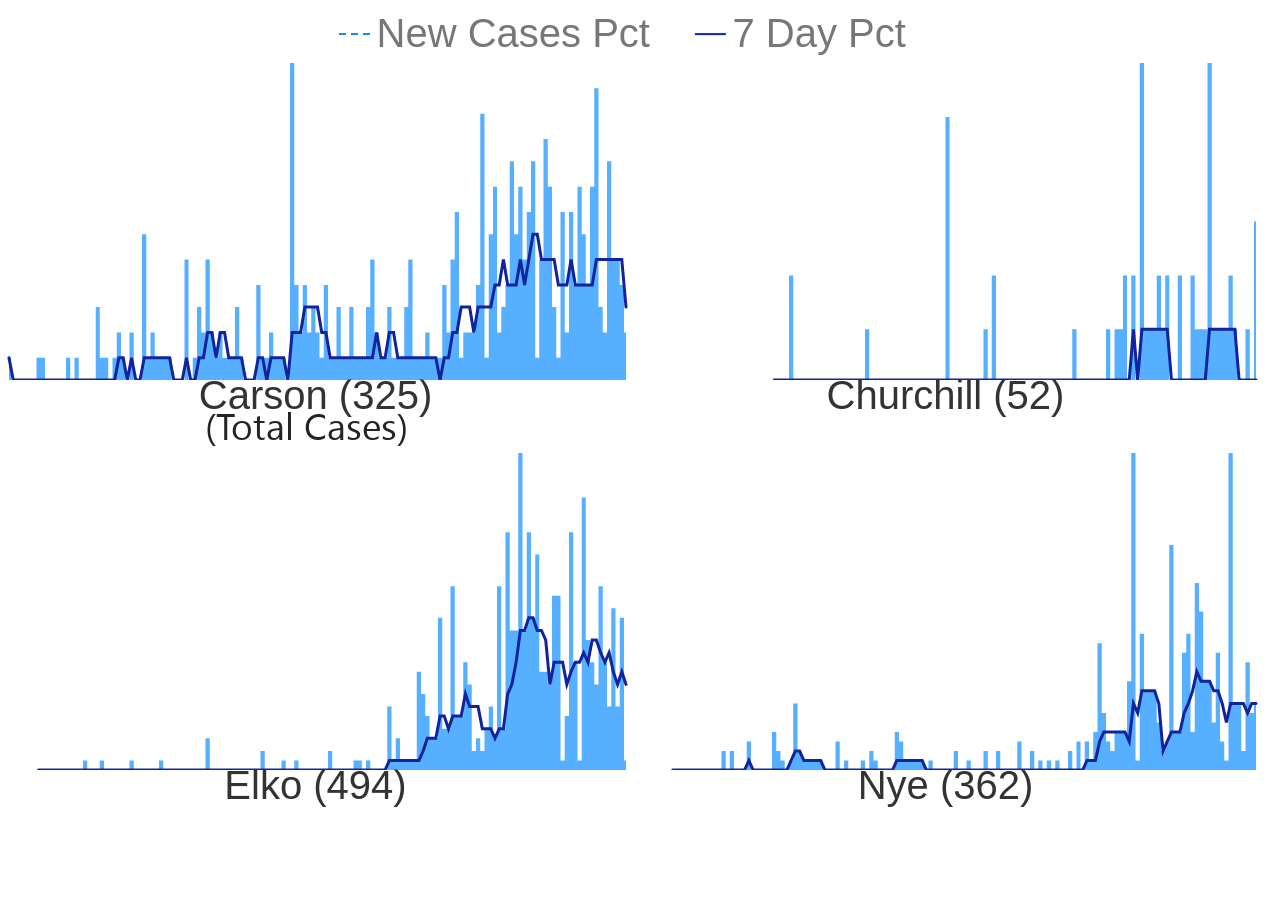 New Cases Pct 7 Day Pct
Carson (325) Churchill (52)
(Total Cases)
Elko (494) Nye (362)